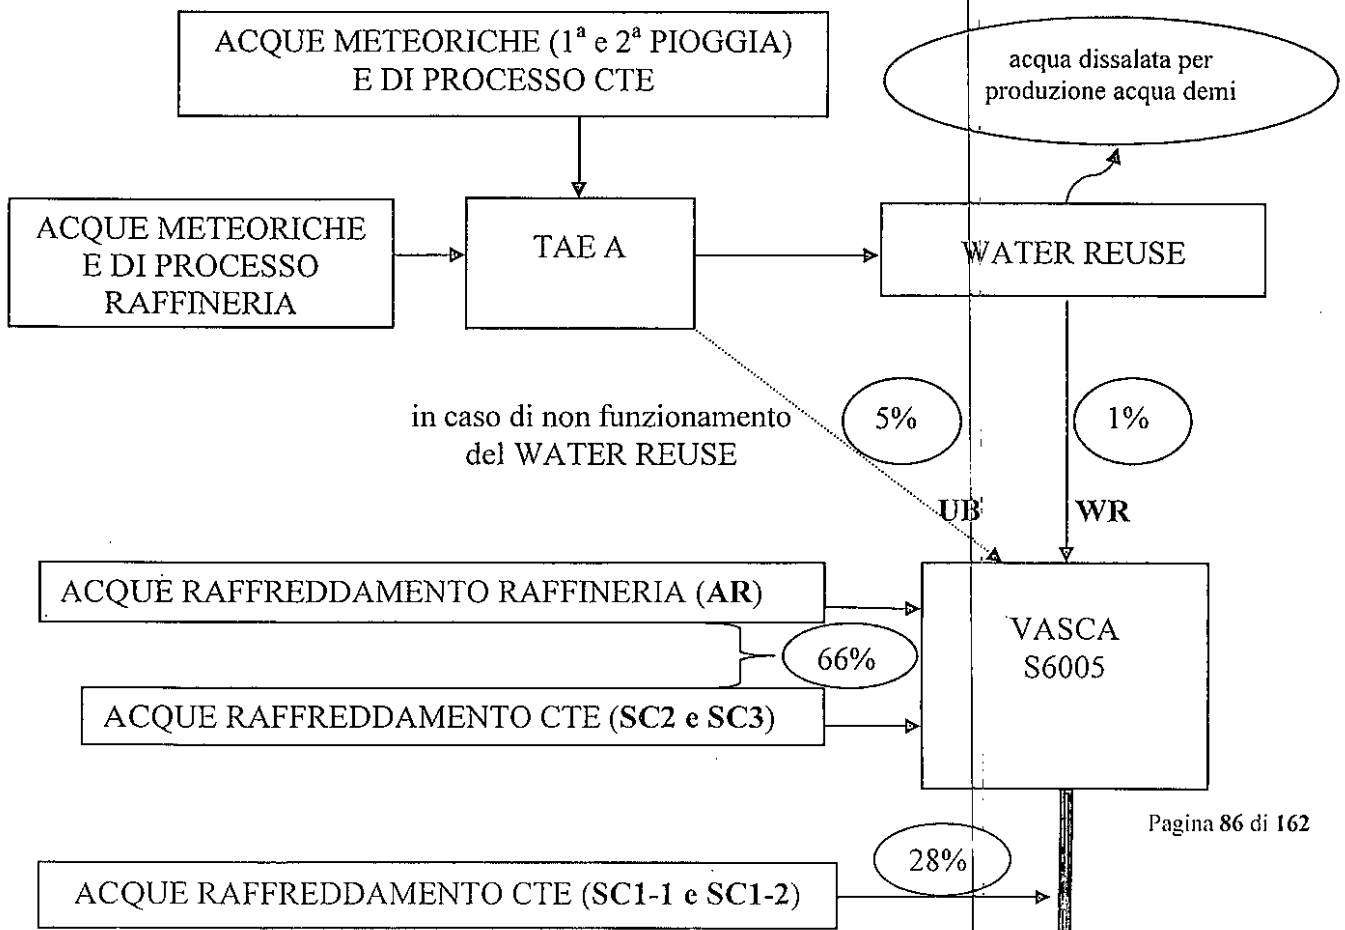 ACQUE METEORICHE (1ª e 2ª PIOGGIA)
E DI PROCESSO CTE
acqua dissalata per
produzione acqua demi
ACQUE METEORICHE
E DI PROCESSO
RAFFINERIA
TAE A
WATER REUSE
in caso di non funzionamento
del WATER REUSE
5%
1%
UB
WR
ACQUE RAFFREDDAMENTO RAFFINERIA (AR)
66%
VASCA
S6005
ACQUE RAFFREDDAMENTO CTE (SC2 e SC3)
Pagina 86 di 162
28%
ACQUE RAFFREDDAMENTO CTE (SC1-1 e SC1-2)